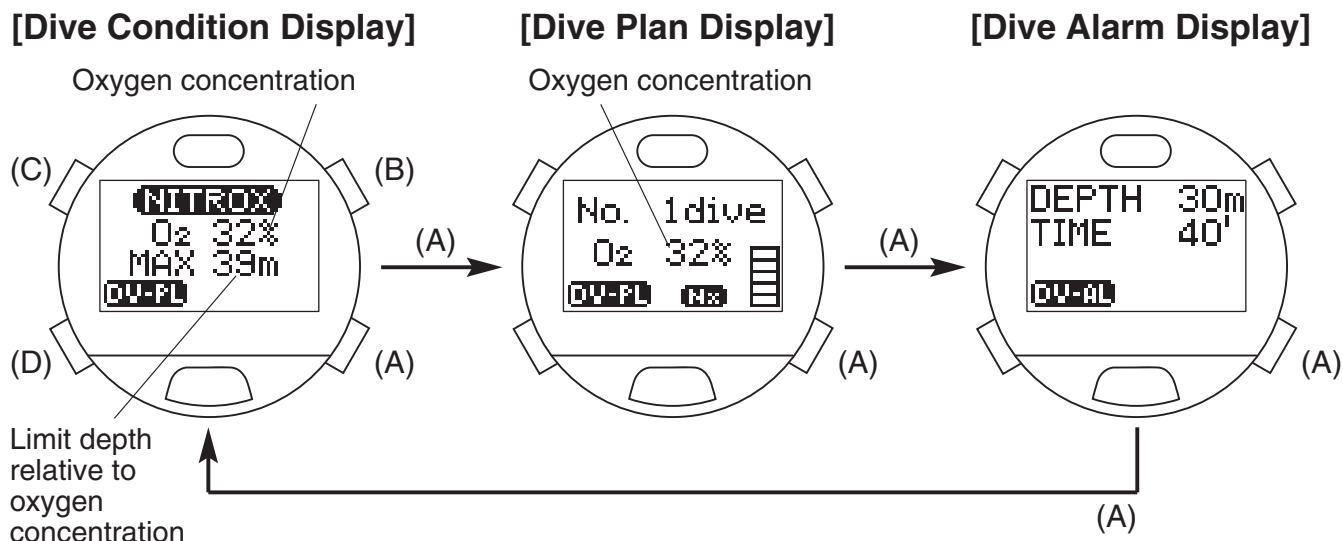 [Dive Condition Display]
[Dive Plan Display]
[Dive Alarm Display]
Oxygen concentration
Oxygen concentration
(C)
(B)
NITROX
O2 32%
MAX 39m
DV-PL
(D)
(A)
Limit depth
relative to
oxygen
concentration
(A)
No. 1dive
O2 32%
DV-PL Nx
(A)
(A)
DEPTH 30m
TIME 40'
DV-AL
(A)
(A)